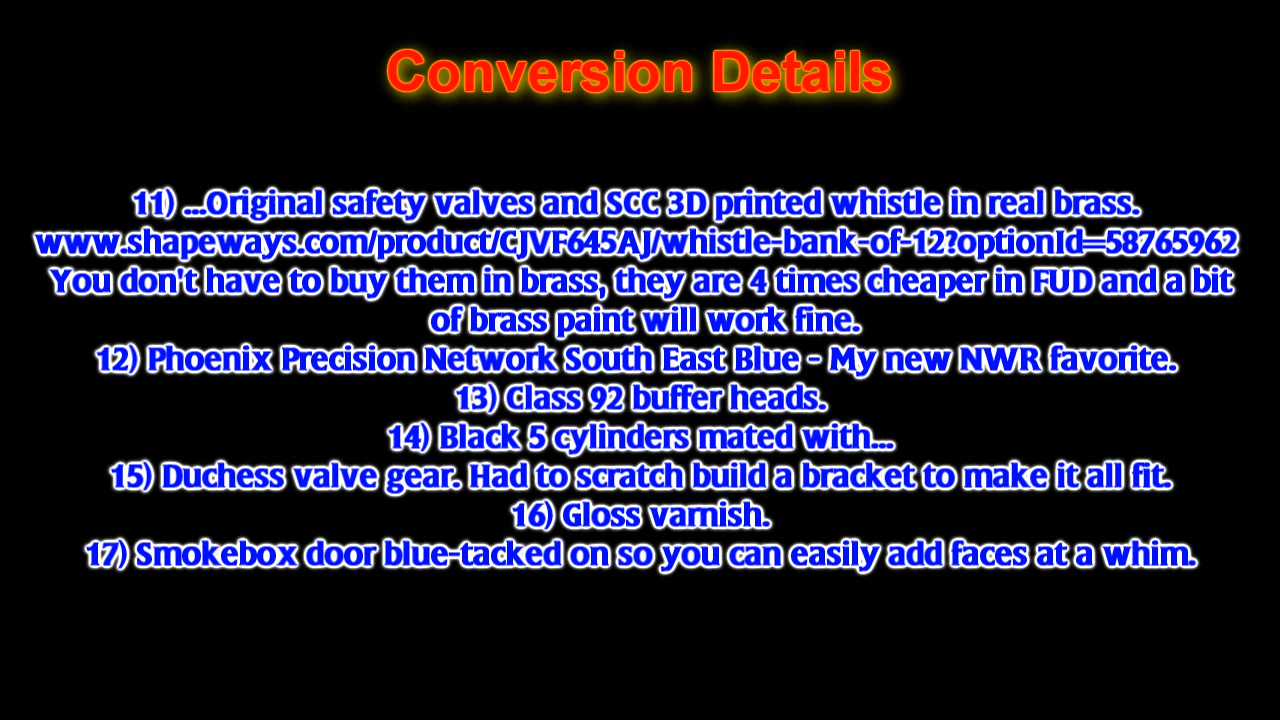 Conversion Details
11) ...Original safety valves and SCC 3D printed whistle in real brass.
www.shapeways.com/product/CJVF645AJ/whistle-bank-of-12?optionId=58765962
You don't have to buy them in brass, they are 4 times cheaper in FUD and a bit
of brass paint will work fine.
12) Phoenix Precision Network South East Blue - My new NWR favorite.
13) Class 92 buffer heads.
14) Black 5 cylinders mated with...
15) Duchess valve gear. Had to scratch build a bracket to make it all fit.
16) Gloss varnish.
17) Smokebox door blue-tacked on so you can easily add faces at a whim.